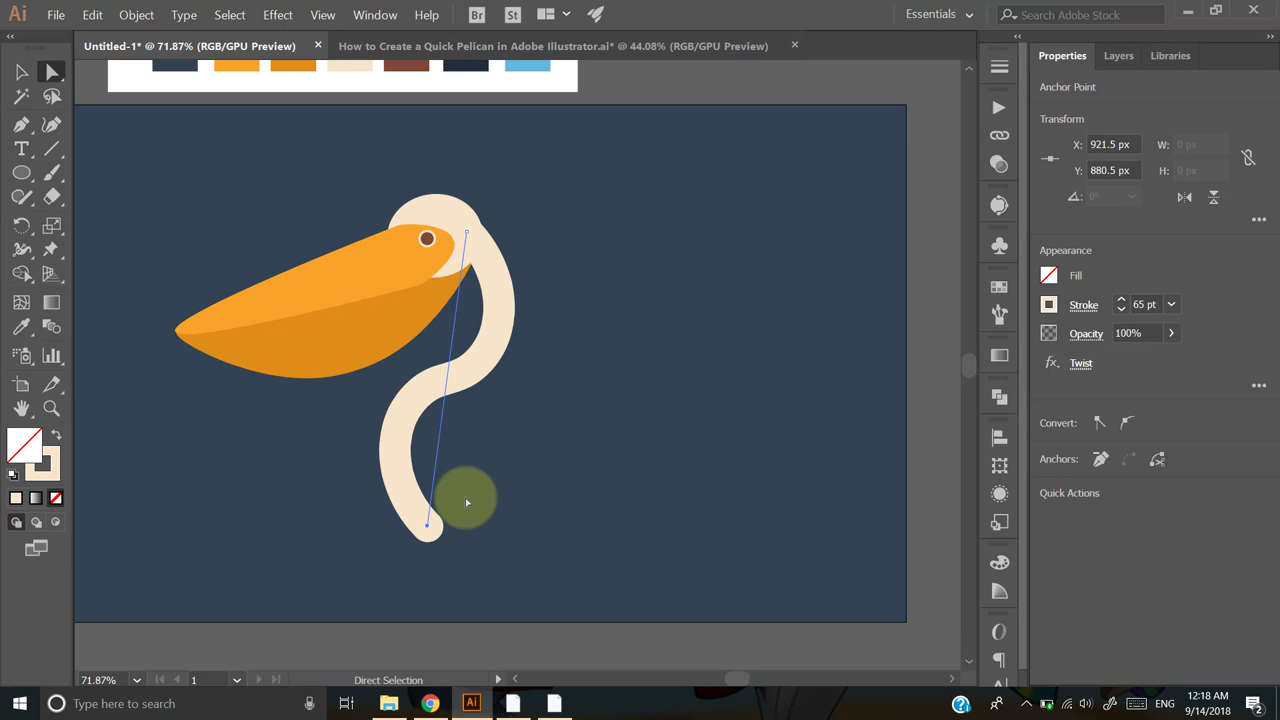 Ai File Edit Object Type Select Effect View Window Help Br St Essentials Search Adobe Stock
Untitled-1* @ 71.87% (RGB/GPU Preview) × How to Create a Quick Pelican in Adobe Illustrator.ai* @ 44.08% (RGB/GPU Preview) ×
Properties Layers Libraries
Anchor Point
Transform
X: 921.5 px W: 0 px
Y: 880.5 px H: 0 px
0°
Appearance
Fill
Stroke 65 pt
Opacity 100%
fx. Twist
Convert:
Anchors:
Quick Actions
71.87% 1 Direct Selection
Type here to search
Ai
ENG
12:18 AM
9/14/2018
2